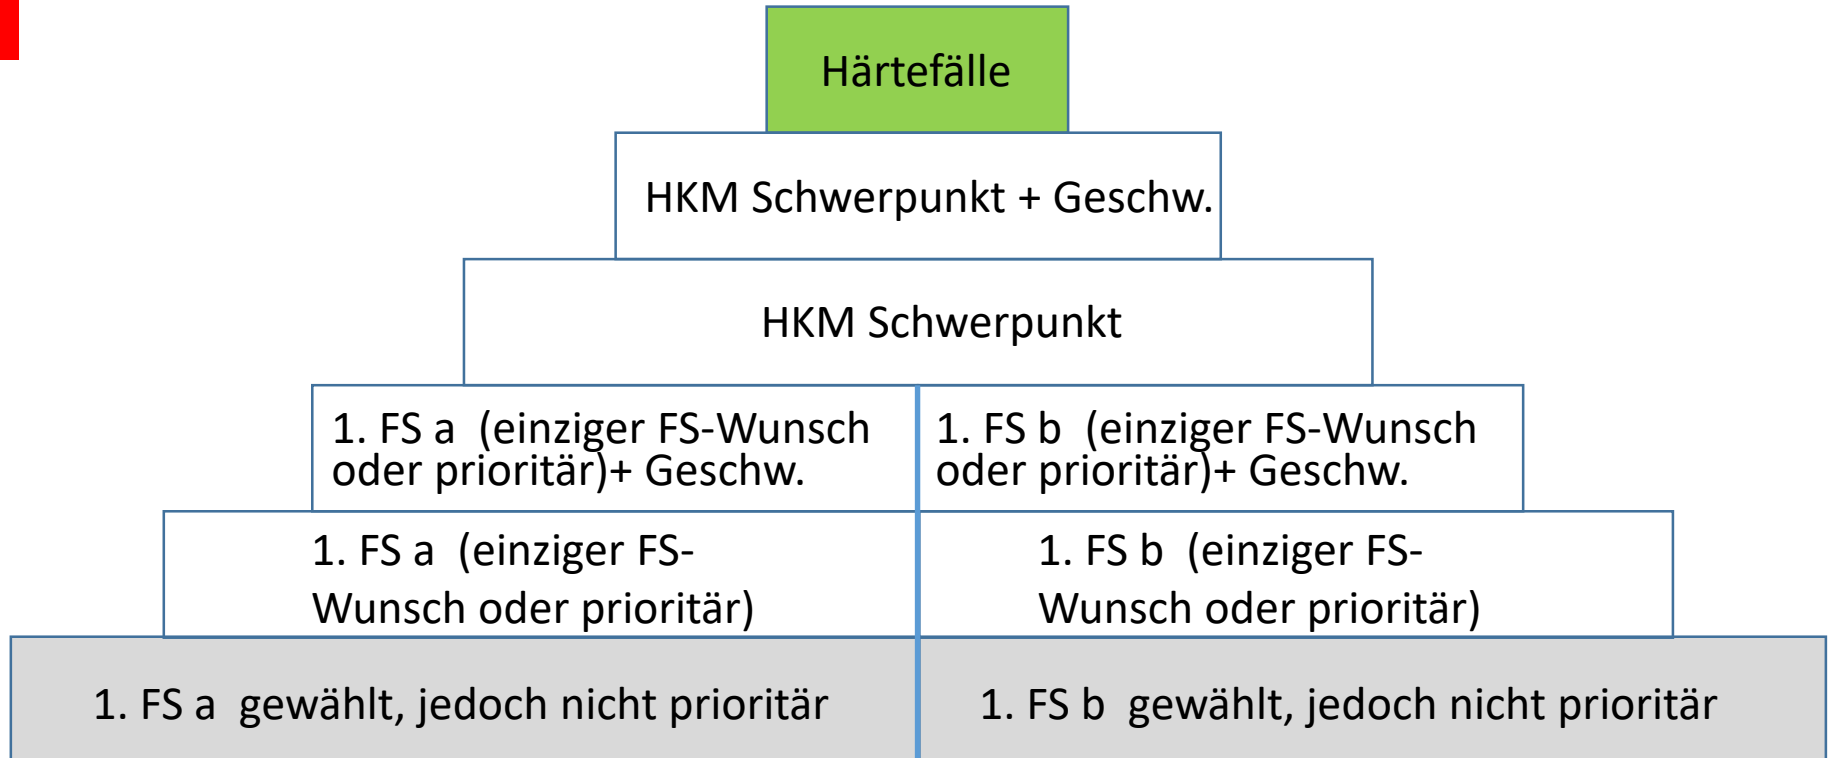 Härtefälle
HKM Schwerpunkt + Geschw.
HKM Schwerpunkt
1. FS a (einziger FS-Wunsch
oder prioritär)+ Geschw.
1. FS b (einziger FS-Wunsch
oder prioritär)+ Geschw.
1. FS a (einziger FS-
Wunsch oder prioritär)
1. FS b (einziger FS-
Wunsch oder prioritär)
1. FS a gewählt, jedoch nicht prioritär
1. FS b gewählt, jedoch nicht prioritär